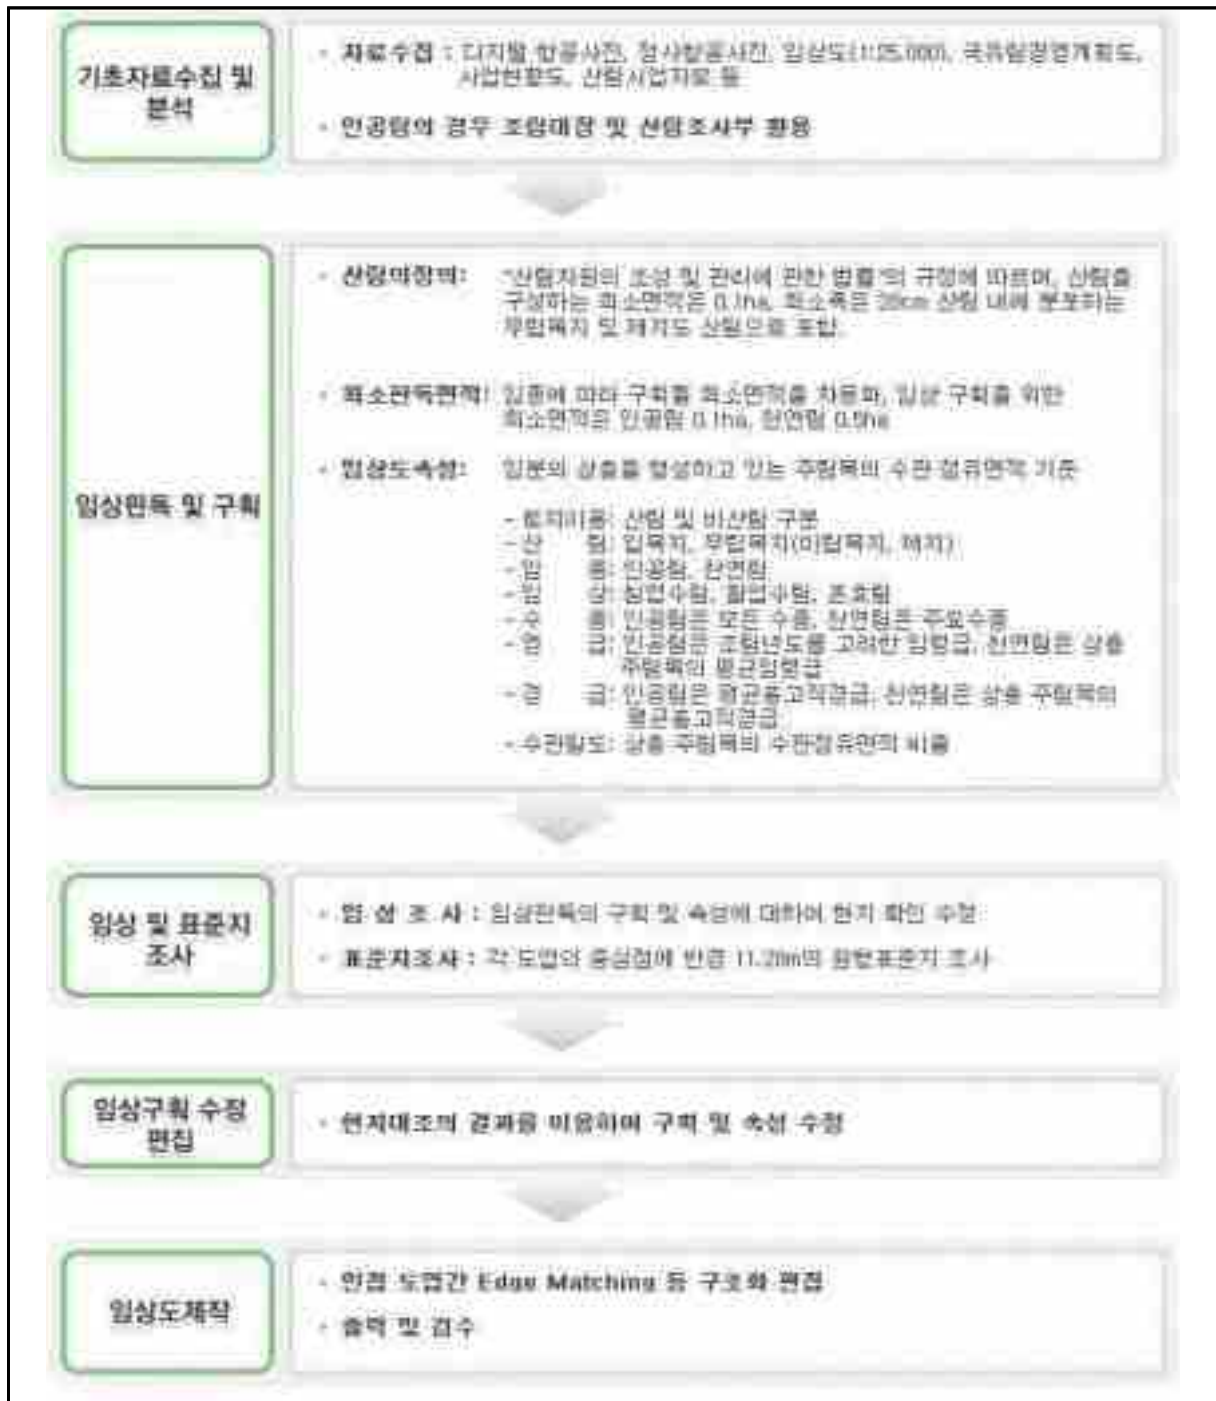 기초자료수집 및
분석
- 자료수집 : 디지털 항공사진, 정사항공사진, 임상도(1:25,000), 국유림경영계획도,
사업현황도, 산림사업자료 등
- 인공림의 경우 조림대장 및 산림조사부 활용
임상판독 및 구획
- 산림의정의: "산림자원의 조성 및 관리에 관한 법률"의 규정에 따르며, 산림을
구성하는 최소면적은 0.1ha, 최소폭은 산림 내에 분포하는
무립목지 및 제지도 산림으로 포함.
- 최소판독면적: 임종에 따라 구획할 최소면적을 차등화, 임상 구획을 위한
최소면적은 인공림 0.1ha, 천연림 0.5ha
- 임상도속성: 임분의 상층을 형성하고 있는 주림목의 수관 점유면적 기준
- 토지이용: 산림 및 비산림 구분
- 산 림: 입목지, 무립목지(미립목지, 제지)
- 임 종: 인공림, 천연림
- 임 상: 침엽수림, 활엽수림, 혼효림
- 수 종: 인공림은 모든 수종, 천연림은 주요수종
- 영 급: 인공림은 조림년도를 고려한 임령급, 천연림은 상층
주림목의 평균임령급
- 경 급: 인공림은 평균흉고직경급, 천연림은 상층 주림목의
평균흉고직경급
- 수관밀도: 상층 주림목의 수관점유면적 비율
임상 및 표준지
조사
- 임 상 조 사 : 임상판독의 구획 및 속성에 대하여 현지 확인 수정
- 표준지조사 : 각 도엽의 중심점에 반경 11.28m의 원형표준지 조사
임상구획 수정
편집
- 현지대조의 결과를 이용하여 구획 및 속성 수정
임상도제작
- 인접 도엽간 Edge Matching 등 구조화 편집
- 출력 및 검수